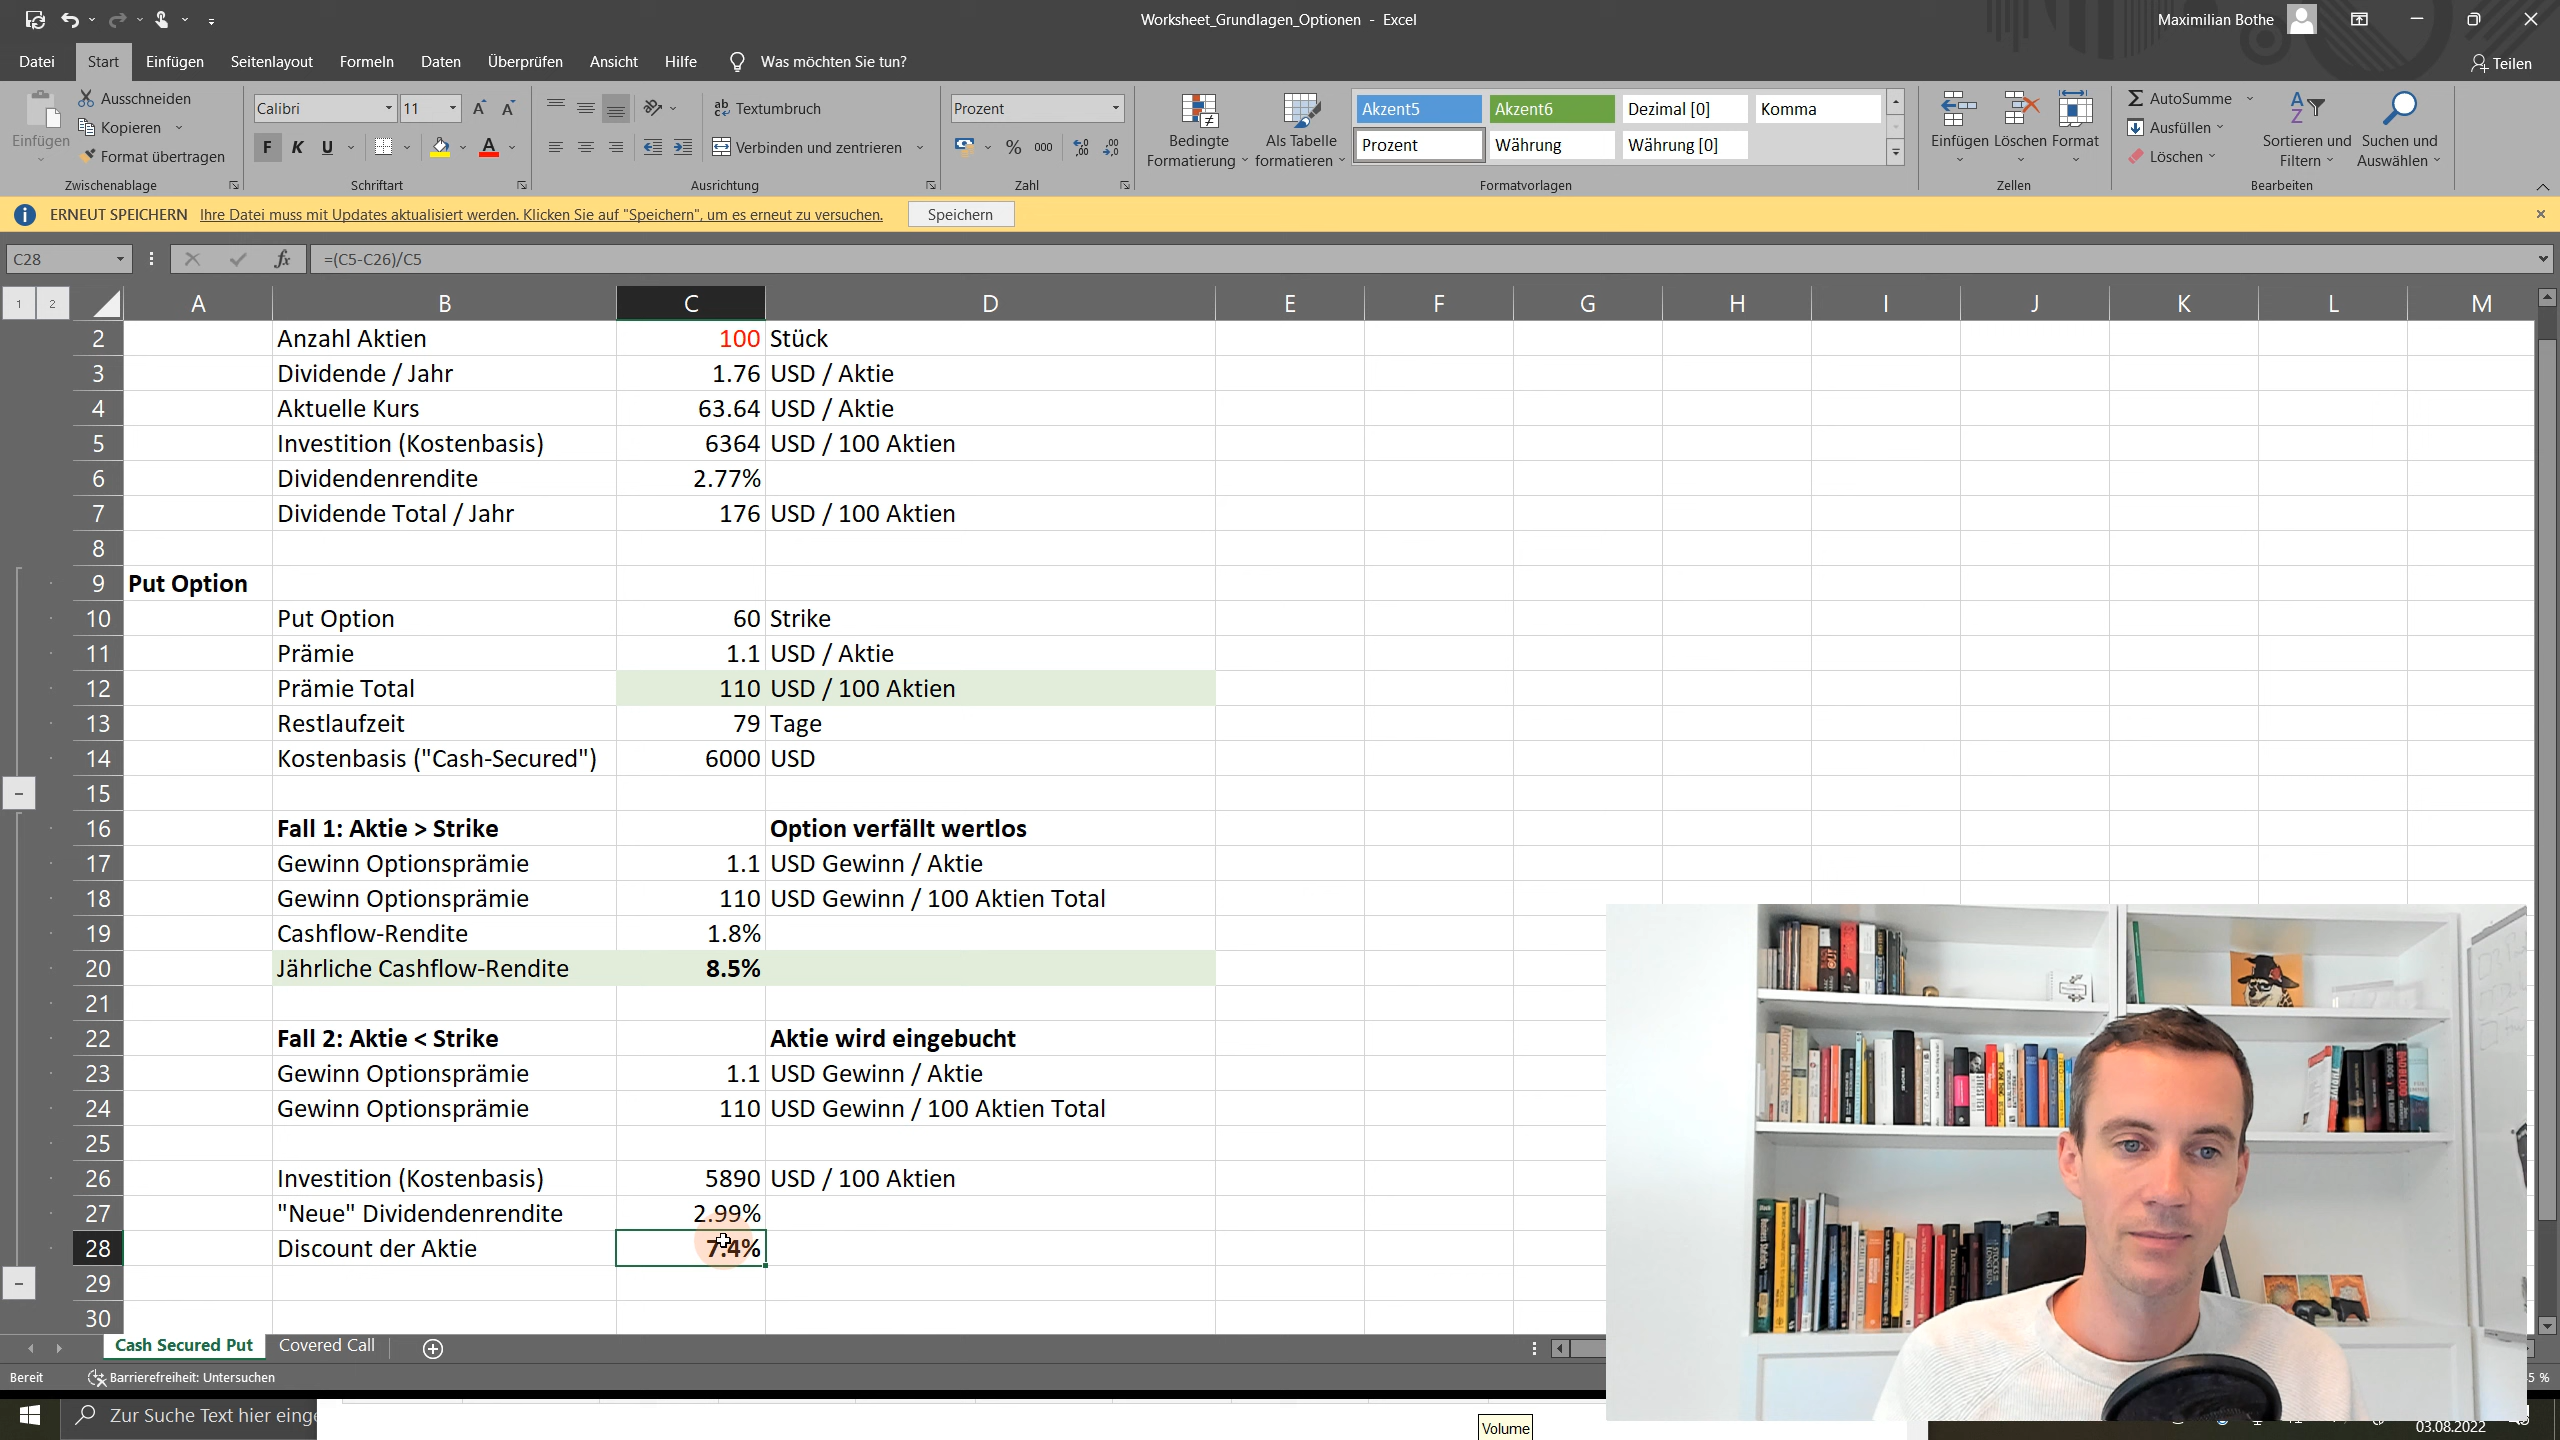 Worksheet_Grundlagen_Optionen - Excel
Maximilian Bothe
Datei Start Einfügen Seitenlayout Formeln Daten Überprüfen Ansicht Hilfe Was möchten Sie tun? Teilen
Einfügen
Ausschneiden
Kopieren
Format übertragen
Zwischenablage
Calibri 11
F K U
Schriftart
Textumbruch
Verbinden und zentrieren
Ausrichtung
Prozent
% 000
Zahl
Bedingte Formatierung
Als Tabelle formatieren
Akzent5 Akzent6 Dezimal [0] Komma
Prozent Währung Währung [0]
Formatvorlagen
Einfügen Löschen Format
Zellen
AutoSumme
Ausfüllen
Löschen
Sortieren und Filtern
Suchen und Auswählen
Bearbeiten
ERNEUT SPEICHERN Ihre Datei muss mit Updates aktualisiert werden. Klicken Sie auf "Speichern", um es erneut zu versuchen. Speichern
C28 fx =(C5-C26)/C5
1 2 A B C D E F G H I J K L M
2 Anzahl Aktien 100 Stück
3 Dividende / Jahr 1.76 USD / Aktie
4 Aktuelle Kurs 63.64 USD / Aktie
5 Investition (Kostenbasis) 6364 USD / 100 Aktien
6 Dividendenrendite 2.77%
7 Dividende Total / Jahr 176 USD / 100 Aktien
8
9 Put Option
10 Put Option 60 Strike
11 Prämie 1.1 USD / Aktie
12 Prämie Total 110 USD / 100 Aktien
13 Restlaufzeit 79 Tage
14 Kostenbasis ("Cash-Secured") 6000 USD
15
16 Fall 1: Aktie > Strike Option verfällt wertlos
17 Gewinn Optionsprämie 1.1 USD Gewinn / Aktie
18 Gewinn Optionsprämie 110 USD Gewinn / 100 Aktien Total
19 Cashflow-Rendite 1.8%
20 Jährliche Cashflow-Rendite 8.5%
21
22 Fall 2: Aktie < Strike Aktie wird eingebucht
23 Gewinn Optionsprämie 1.1 USD Gewinn / Aktie
24 Gewinn Optionsprämie 110 USD Gewinn / 100 Aktien Total
25
26 Investition (Kostenbasis) 5890 USD / 100 Aktien
27 "Neue" Dividendenrendite 2.99%
28 Discount der Aktie 7.4%
29
30
Cash Secured Put Covered Call
Bereit Barrierefreiheit: Untersuchen
5 %
Zur Suche Text hier einge
Volume
03.08.2022